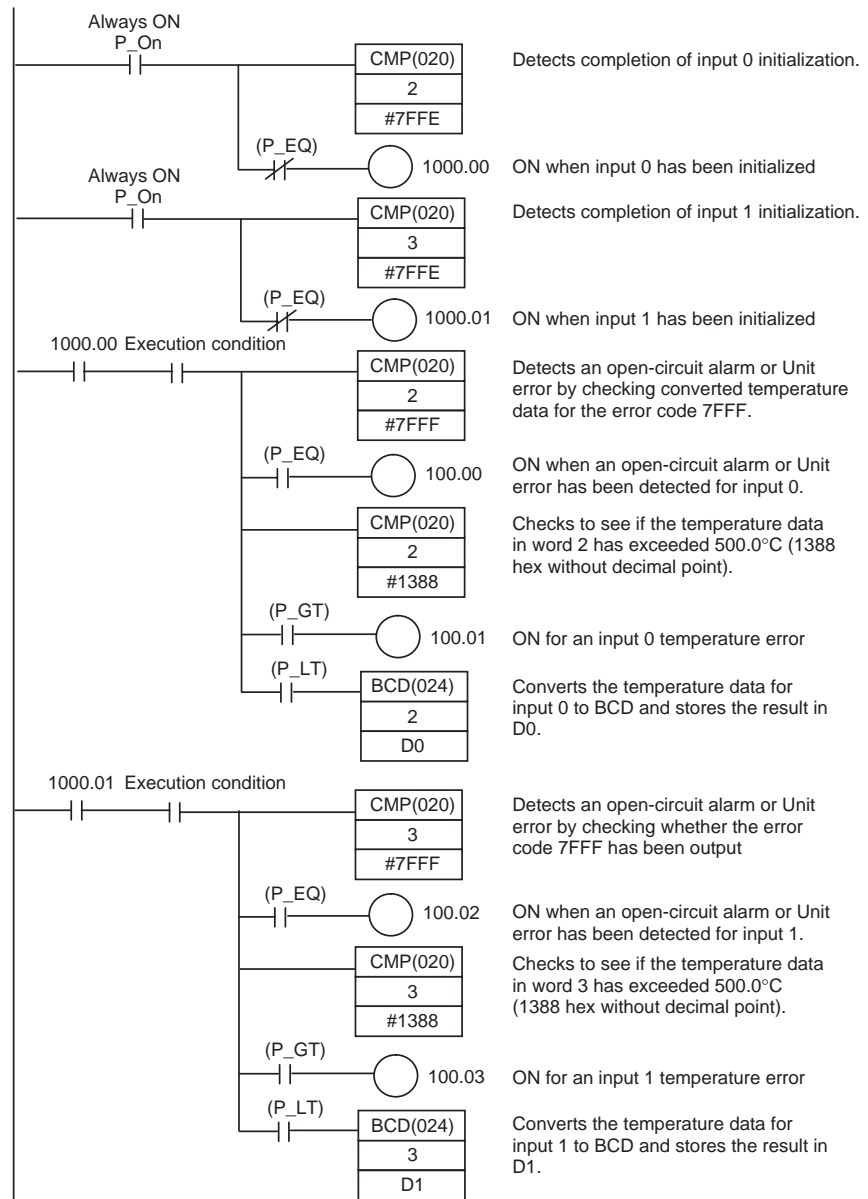 Always ON
P_On
CMP(020)
2
#7FFE
Detects completion of input 0 initialization.
(P_EQ)
1000.00
ON when input 0 has been initialized
Always ON
P_On
CMP(020)
3
#7FFE
Detects completion of input 1 initialization.
(P_EQ)
1000.01
ON when input 1 has been initialized
1000.00 Execution condition
CMP(020)
2
#7FFF
Detects an open-circuit alarm or Unit
error by checking converted temperature
data for the error code 7FFF.
(P_EQ)
100.00
ON when an open-circuit alarm or Unit
error has been detected for input 0.
CMP(020)
2
#1388
Checks to see if the temperature data
in word 2 has exceeded 500.0°C (1388
hex without decimal point).
(P_GT)
100.01
ON for an input 0 temperature error
(P_LT)
BCD(024)
2
D0
Converts the temperature data for
input 0 to BCD and stores the result in
D0.
1000.01 Execution condition
CMP(020)
3
#7FFF
Detects an open-circuit alarm or Unit
error by checking whether the error
code 7FFF has been output
(P_EQ)
100.02
ON when an open-circuit alarm or Unit
error has been detected for input 1.
CMP(020)
3
#1388
Checks to see if the temperature data
in word 3 has exceeded 500.0°C
(1388 hex without decimal point).
(P_GT)
100.03
ON for an input 1 temperature error
(P_LT)
BCD(024)
3
D1
Converts the temperature data for
input 1 to BCD and stores the result in
D1.